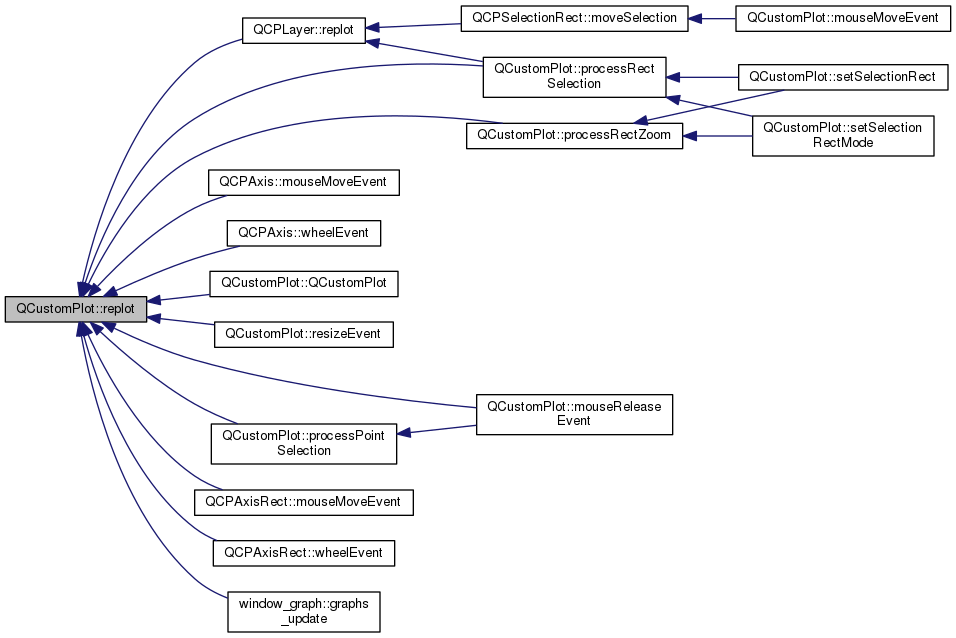 QCPLayer::replot
QCPSelectionRect::moveSelection
QCustomPlot::mouseMoveEvent
QCustomPlot::processRect
Selection
QCustomPlot::setSelectionRect
QCustomPlot::processRectZoom
QCustomPlot::setSelection
RectMode
QCPAxis::mouseMoveEvent
QCPAxis::wheelEvent
QCustomPlot::QCustomPlot
QCustomPlot::replot
QCustomPlot::resizeEvent
QCustomPlot::mouseRelease
Event
QCustomPlot::processPoint
Selection
QCPAxisRect::mouseMoveEvent
QCPAxisRect::wheelEvent
window_graph::graphs
_update